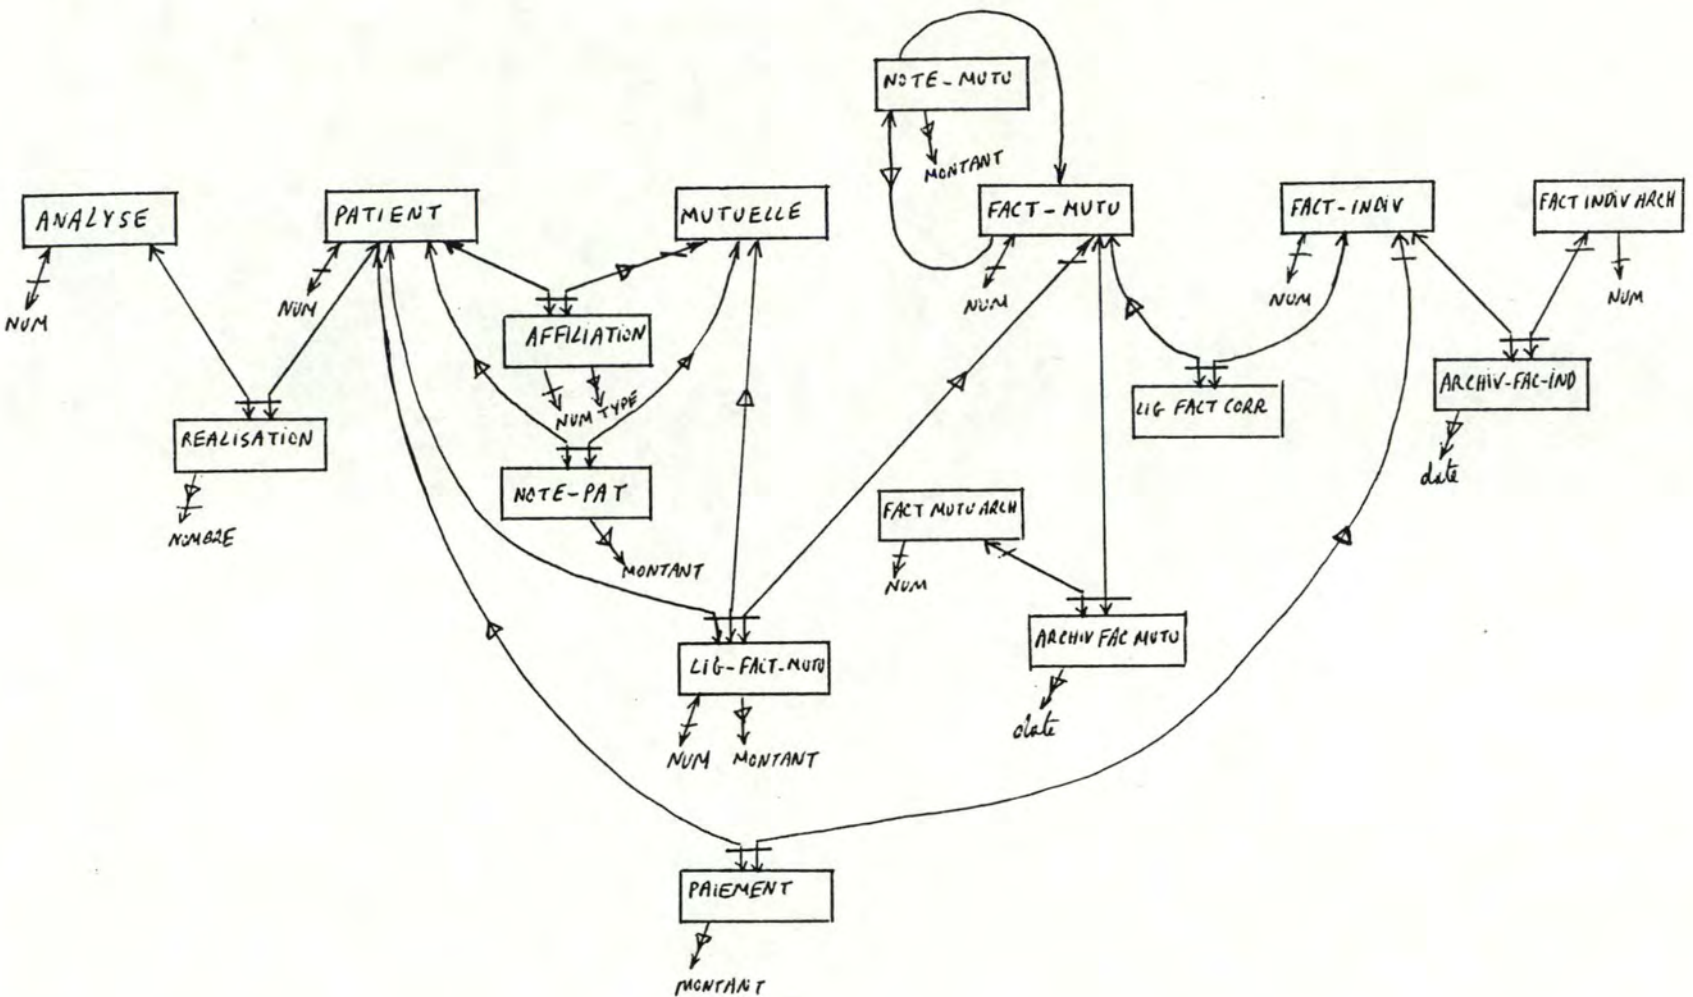 NOTE-MUTU
MONTANT
ANALYSE
PATIENT
MUTUELLE
FACT-MUTU
FACT-INDIV
FACT INDIV ARCH
NUM
NUM
NUM
NUM
NUM
AFFILIATION
NUM TYPE
LIG FACT CORR
ARCHIV-FAC-IND
date
REALISATION
NOMBRE
NOTE-PAT
MONTANT
FACT MUTU ARCH
NUM
ARCHIV FAC MUTU
date
LIG-FACT-MUTU
NUM MONTANT
PAIEMENT
MONTANT